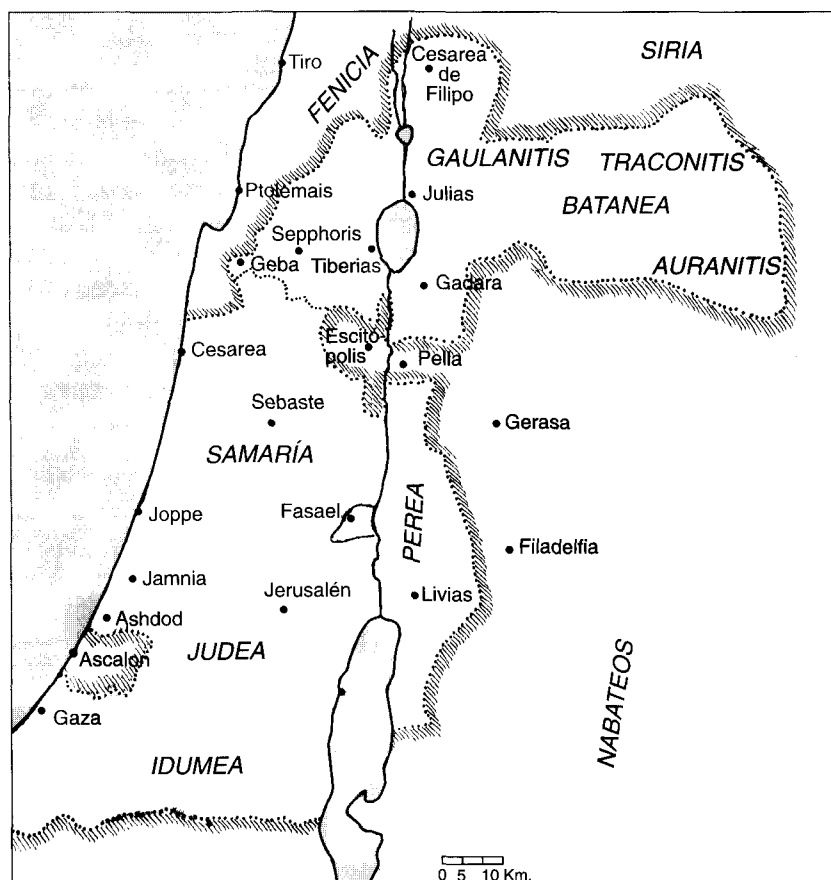 Tiro
FENICIA
Cesarea
de
Filipo
SIRIA
GAULANITIS
TRACONITIS
Ptolemais
Julias
BATANEA
Sepphoris
Geba
Tiberias
AURANITIS
Gadara
Cesarea
Escitó-
polis
Pella
Sebaste
Gerasa
SAMARÍA
Joppe
Fasael
PEREA
Filadelfia
Jamnia
Jerusalén
Livias
Ashdod
JUDEA
Ascalon
Gaza
NABATEOS
IDUMEA
0 5 10 Km.